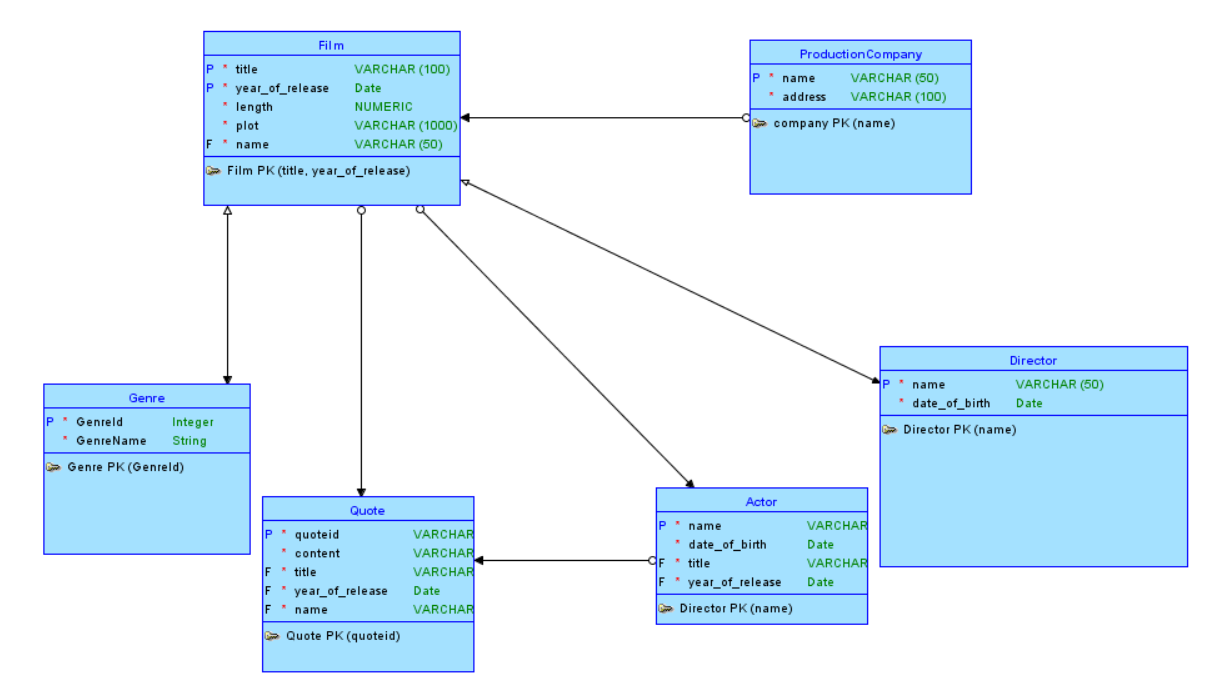 Film
P * title VARCHAR (100)
P * year_of_release Date
* length NUMERIC
* plot VARCHAR (1000)
F * name VARCHAR (50)
Film PK (title, year_of_release)
ProductionCompany
P * name VARCHAR (50)
* address VARCHAR (100)
company PK (name)
Genre
P * GenreId Integer
* GenreName String
Genre PK (GenreId)
Quote
P * quoteid VARCHAR
* content VARCHAR
F * title VARCHAR
F * year_of_release Date
F * name VARCHAR
Quote PK (quoteid)
Actor
P * name VARCHAR
* date_of_birth Date
F * title VARCHAR
F * year_of_release Date
Director PK (name)
Director
P * name VARCHAR (50)
* date_of_birth Date
Director PK (name)